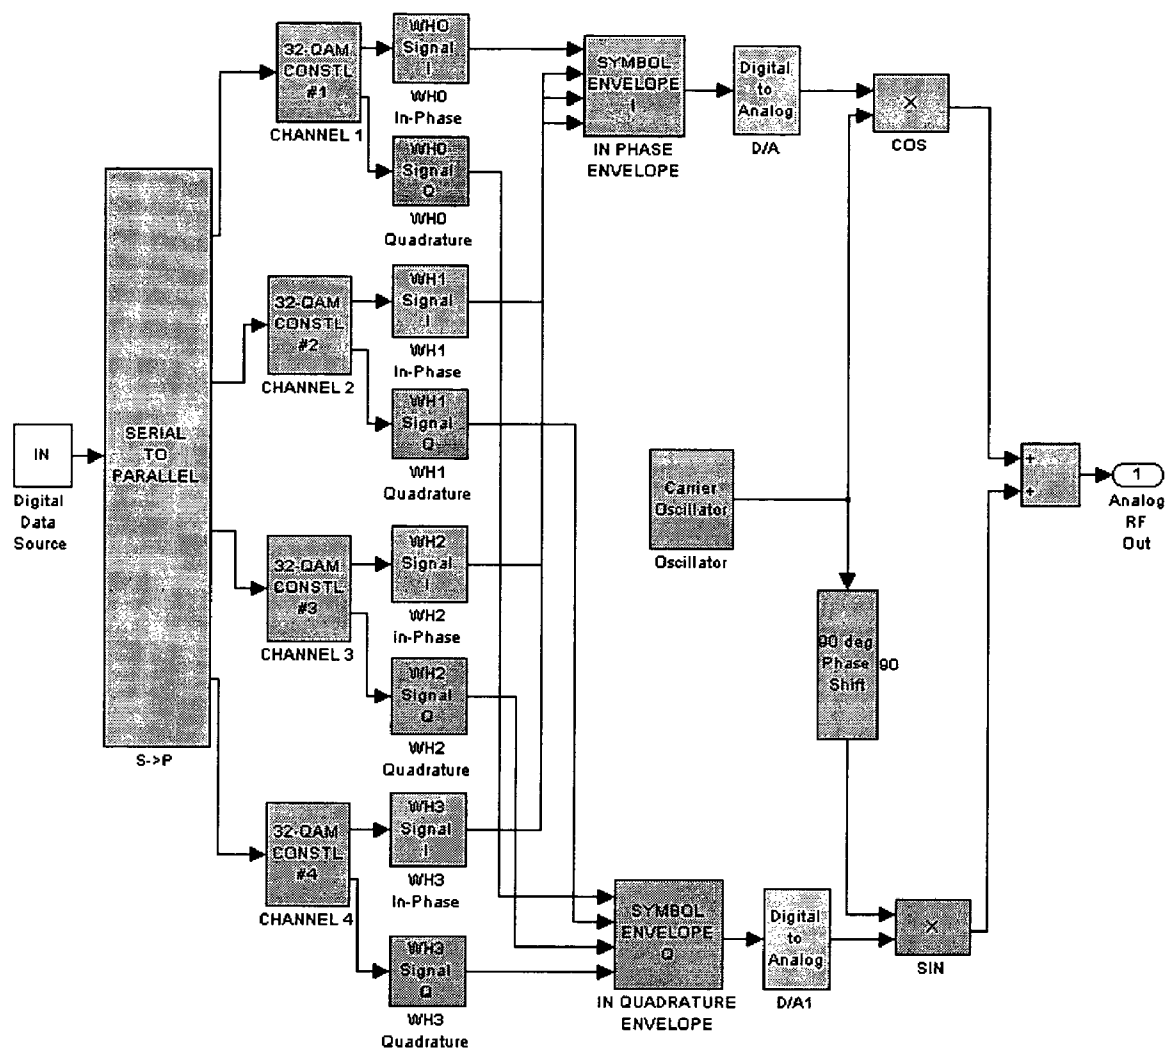 IN
Digital
Data
Source
SERIAL
TO
PARALLEL
S->P
32-QAM
CONSTL
#1
CHANNEL 1
WH0
Signal
I
WH0
In-Phase
WH0
Signal
Q
WH0
Quadrature
32-QAM
CONSTL
#2
CHANNEL 2
WH1
Signal
I
WH1
In-Phase
WH1
Signal
Q
WH1
Quadrature
32-QAM
CONSTL
#3
CHANNEL 3
WH2
Signal
I
WH2
in-Phase
WH2
Signal
Q
WH2
Quadrature
32-QAM
CONSTL
#4
CHANNEL 4
WH3
Signal
I
WH3
In-Phase
WH3
Signal
Q
WH3
Quadrature
SYMBOL
ENVELOPE
I
IN PHASE
ENVELOPE
Digital
to
Analog
D/A
×
COS
Carrier
Oscillator
Oscillator
90 deg
Phase
Shift
90
SYMBOL
ENVELOPE
Q
IN QUADRATURE
ENVELOPE
Digital
to
Analog
D/A1
×
SIN
+
+
1
Analog
RF
Out